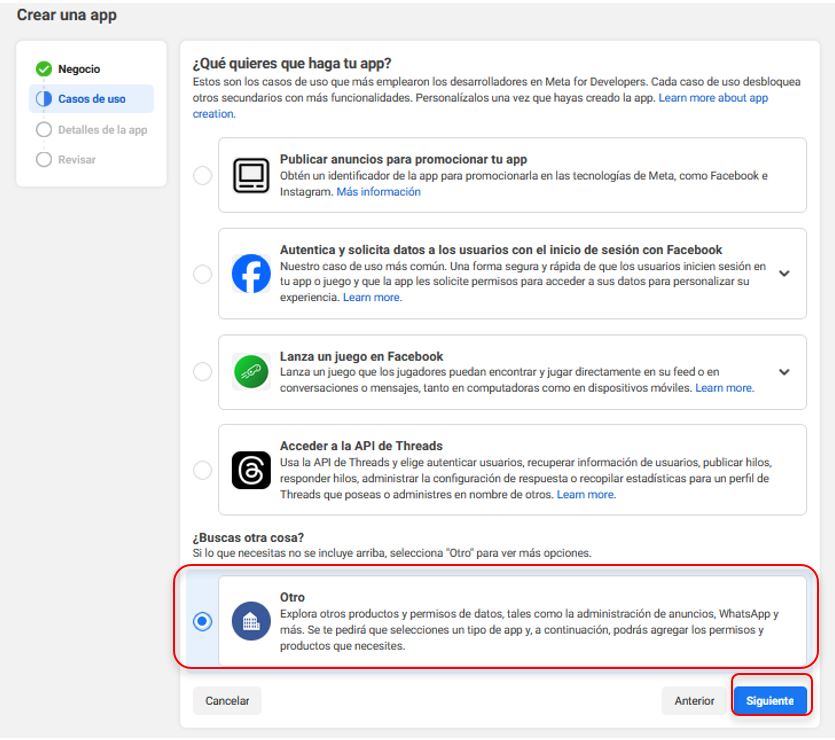 Crear una app
Negocio
Casos de uso
Detalles de la app
Revisar
¿Qué quieres que haga tu app?
Estos son los casos de uso que más emplearon los desarrolladores en Meta for Developers. Cada caso de uso desbloquea
otros secundarios con más funcionalidades. Personalízalos una vez que hayas creado la app. Learn more about app
creation.
Publicar anuncios para promocionar tu app
Obtén un identificador de la app para promocionarla en las tecnologías de Meta, como Facebook e
Instagram. Más información
Autentica y solicita datos a los usuarios con el inicio de sesión con Facebook
Nuestro caso de uso más común. Una forma segura y rápida de que los usuarios inicien sesión en
tu app o juego y que la app les solicite permisos para acceder a sus datos para personalizar su
experiencia. Learn more.
Lanza un juego en Facebook
Lanza un juego que los jugadores puedan encontrar y jugar directamente en su feed o en
conversaciones o mensajes, tanto en computadoras como en dispositivos móviles. Learn more.
Acceder a la API de Threads
Usa la API de Threads y elige autenticar usuarios, recuperar información de usuarios, publicar hilos,
responder hilos, administrar la configuración de respuesta o recopilar estadísticas para un perfil de
Threads que poseas o administres en nombre de otros. Learn more.
¿Buscas otra cosa?
Si lo que necesitas no se incluye arriba, selecciona "Otro" para ver más opciones.
Otro
Explora otros productos y permisos de datos, tales como la administración de anuncios, WhatsApp y
más. Se te pedirá que selecciones un tipo de app y, a continuación, podrás agregar los permisos y
productos que necesites.
Cancelar
Anterior
Siguiente